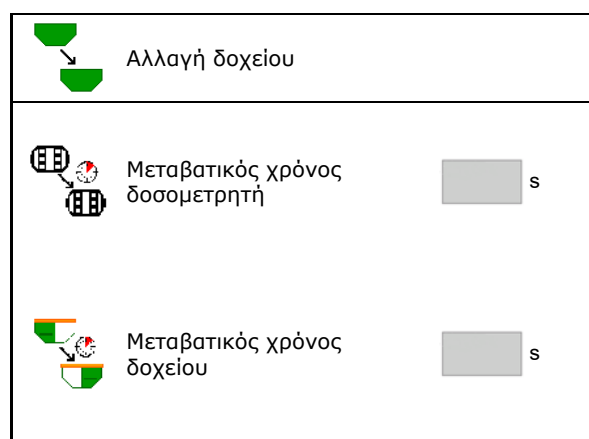 Αλλαγή δοχείου
Μεταβατικός χρόνος
δοσομετρητή
s
Μεταβατικός χρόνος
δοχείου
s